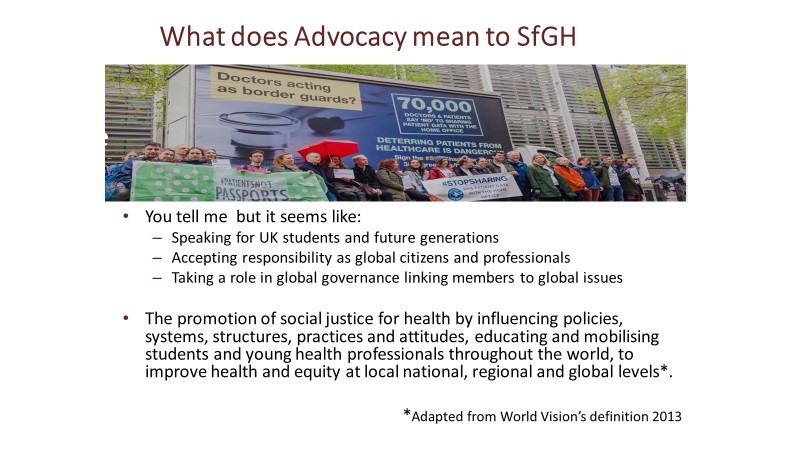 What does Advocacy mean to SfGH
Doctors acting
as border guards?
70,000
DOCTORS & PATIENTS
SAY 'NO' TO SHARING
PATIENT DATA WITH THE
HOME OFFICE
DETERRING PATIENTS FROM
HEALTHCARE IS DANGEROUS
Sign the
#PATIENTSNOT
PASSPORTS
#STOPSHARING
• You tell me  but it seems like:
– Speaking for UK students and future generations
– Accepting responsibility as global citizens and professionals
– Taking a role in global governance linking members to global issues
• The promotion of social justice for health by influencing policies,
systems, structures, practices and attitudes, educating and mobilising
students and young health professionals throughout the world, to
improve health and equity at local national, regional and global levels*.
*Adapted from World Vision's definition 2013